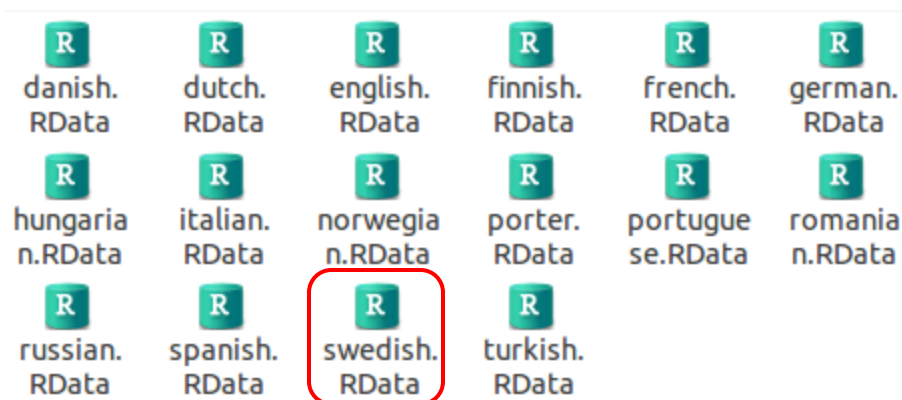 R R R R R R
danish. dutch. english. finnish. french. german.
RData RData RData RData RData RData
R R R R R R
hungaria italian. norwegia porter. portugue romania
n.RData RData n.RData RData se.RData n.RData
R R R R
russian. spanish. swedish. turkish.
RData RData RData RData